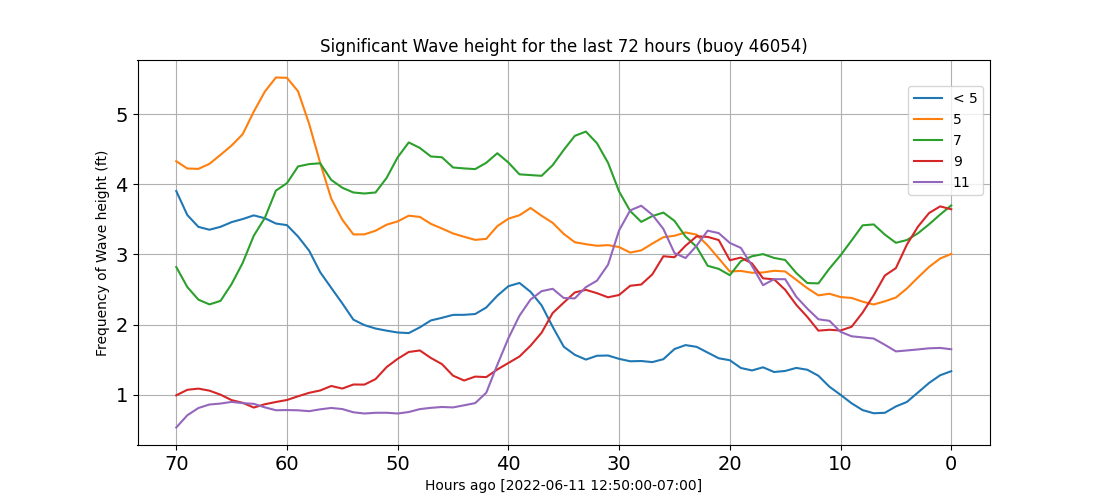 Significant Wave height for the last 72 hours (buoy 46054)
Frequency of Wave height (ft)
5
4
3
2
1
< 5
5
7
9
11
70 60 50 40 30 20 10 0
Hours ago [2022-06-11 12:50:00-07:00]